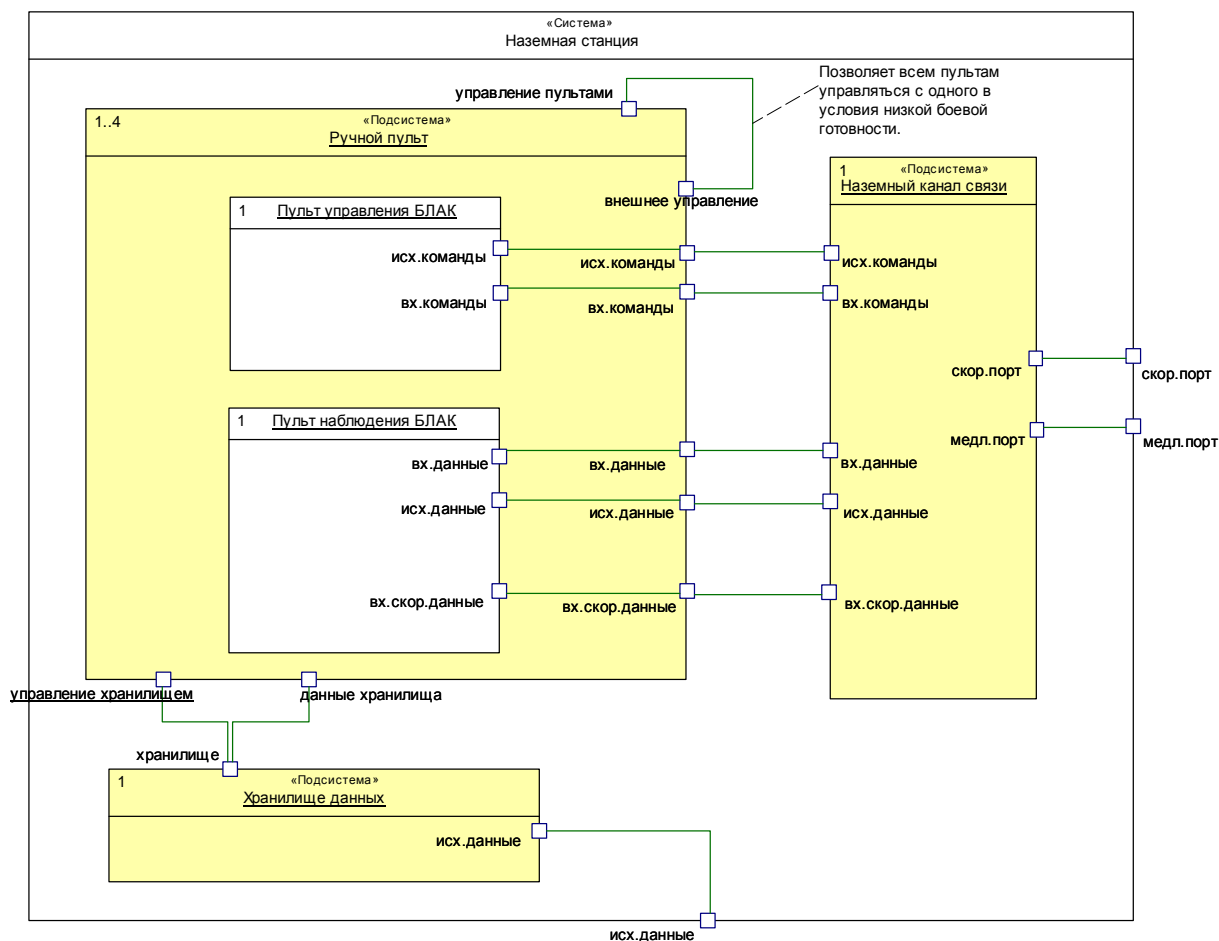 «Система»
Наземная станция
Позволяет всем пультам
управляться с одного в
условия низкой боевой
готовности.
управление пультами
1..4
«Подсистема»
Ручной пульт
внешнее управление
1
«Подсистема»
Наземный канал связи
1
Пульт управления БЛАК
исх.команды
исх.команды
исх.команды
вх.команды
вх.команды
вх.команды
скор.порт
скор.порт
медл.порт
медл.порт
1
Пульт наблюдения БЛАК
вх.данные
вх.данные
вх.данные
исх.данные
исх.данные
исх.данные
вх.скор.данные
вх.скор.данные
вх.скор.данные
управление хранилищем
данные хранилища
хранилище
1
«Подсистема»
Хранилище данных
исх.данные
исх.данные